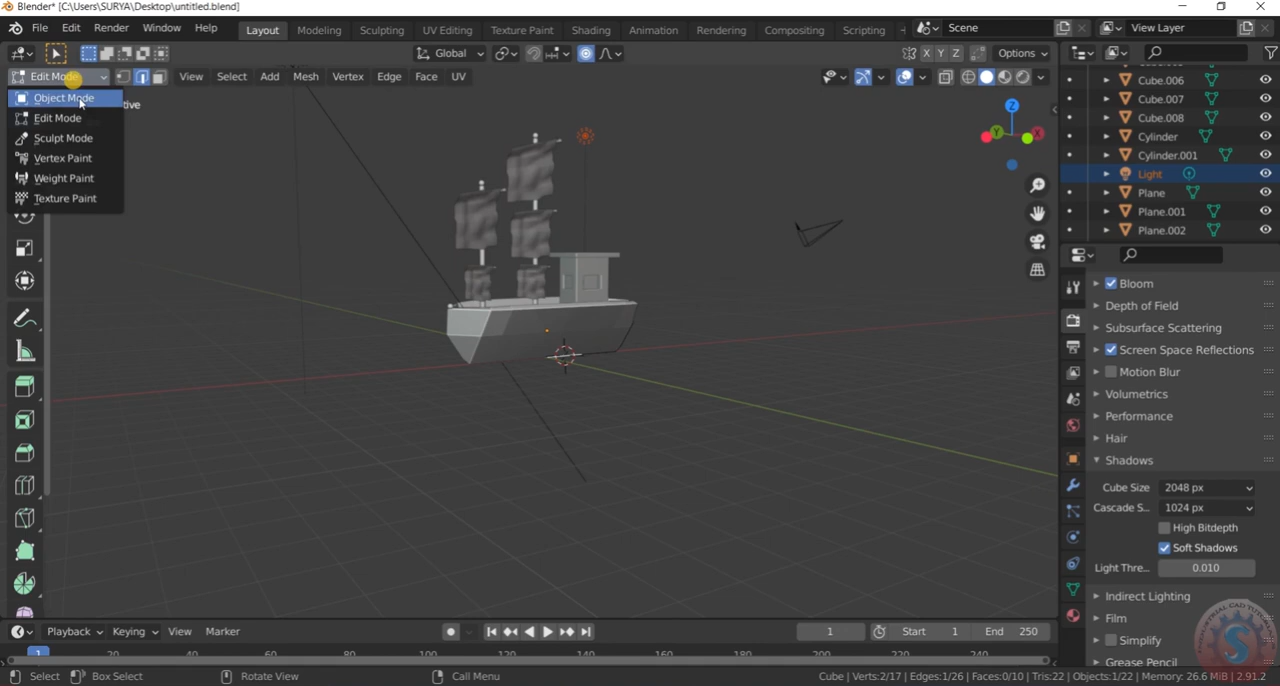 Blender* [C:\Users\SURYA\Desktop\untitled.blend]
File Edit Render Window Help Layout Modeling Sculpting UV Editing Texture Paint Shading Animation Rendering Compositing Scripting Scene View Layer
Global X Y Z Options
Edit Mode View Select Add Mesh Vertex Edge Face UV
Object Mode
Edit Mode
Sculpt Mode
Vertex Paint
Weight Paint
Texture Paint
Z
Y
X
Cube.006
Cube.007
Cube.008
Cylinder
Cylinder.001
Light
Plane
Plane.001
Plane.002
Bloom
Depth of Field
Subsurface Scattering
Screen Space Reflections
Motion Blur
Volumetrics
Performance
Hair
Shadows
Cube Size 2048 px
Cascade S... 1024 px
High Bitdepth
Soft Shadows
Light Thre... 0.010
Indirect Lighting
Film
Simplify
Grease Pencil
Playback Keying View Marker 1 Start 1 End 250
1 20 40 60 80 100 120 140 160 180 200 220 240
Select Box Select Rotate View Call Menu Cube | Verts:2/17 | Edges:1/26 | Faces:0/10 | Tris:22 | Objects:1/22 | Memory: 26.6 MiB | 2.91.2